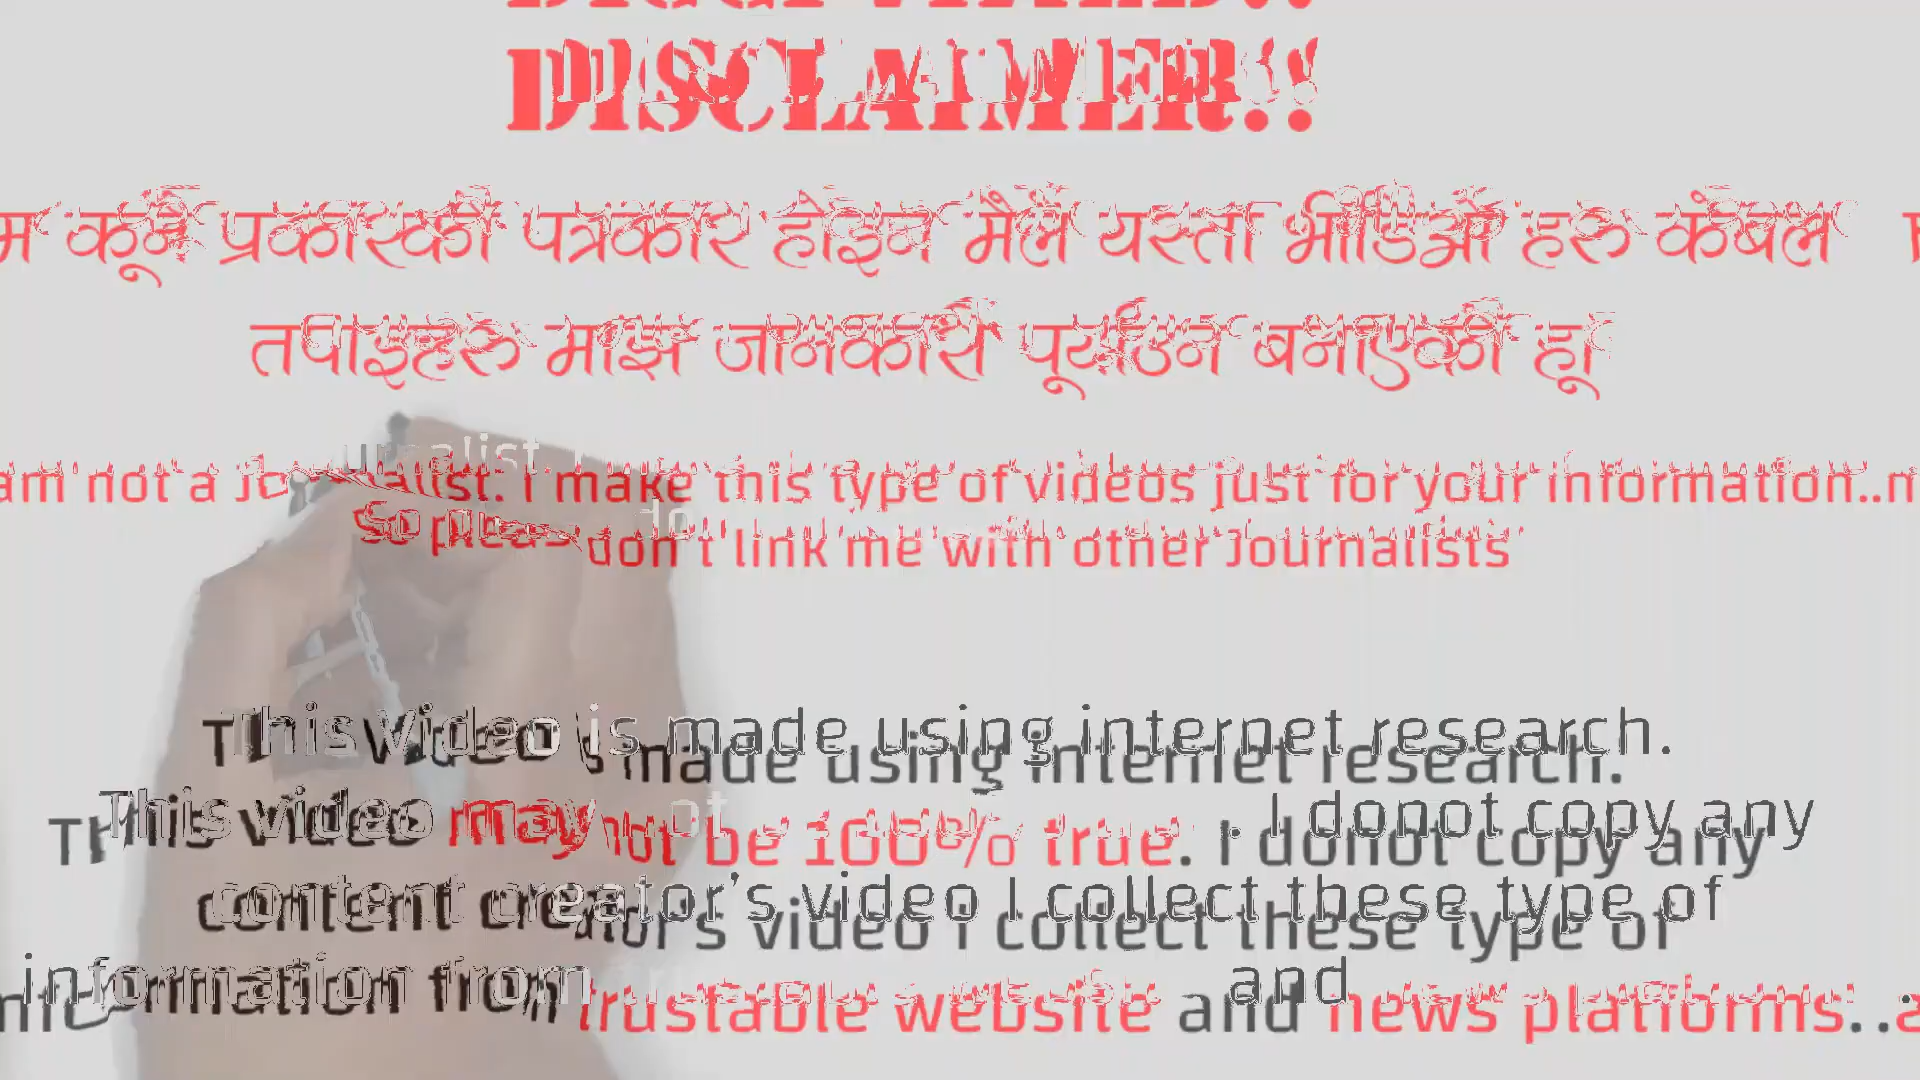 DISCLAIMER!!
म कूनै प्रकारको पत्रकार होइन मैले यस्ता भीडिओ हरु केबल
तपाइहरु माझ जानकारी पूर्याउन बनाएको हो
am not a Journalist. I make this type of videos just for your information..
So please don't link me with other Journalists
This Video is made using internet research.
This video may not be 100% true. I donot copy any
content creator's video I collect these type of
information from trustable website and news platforms..